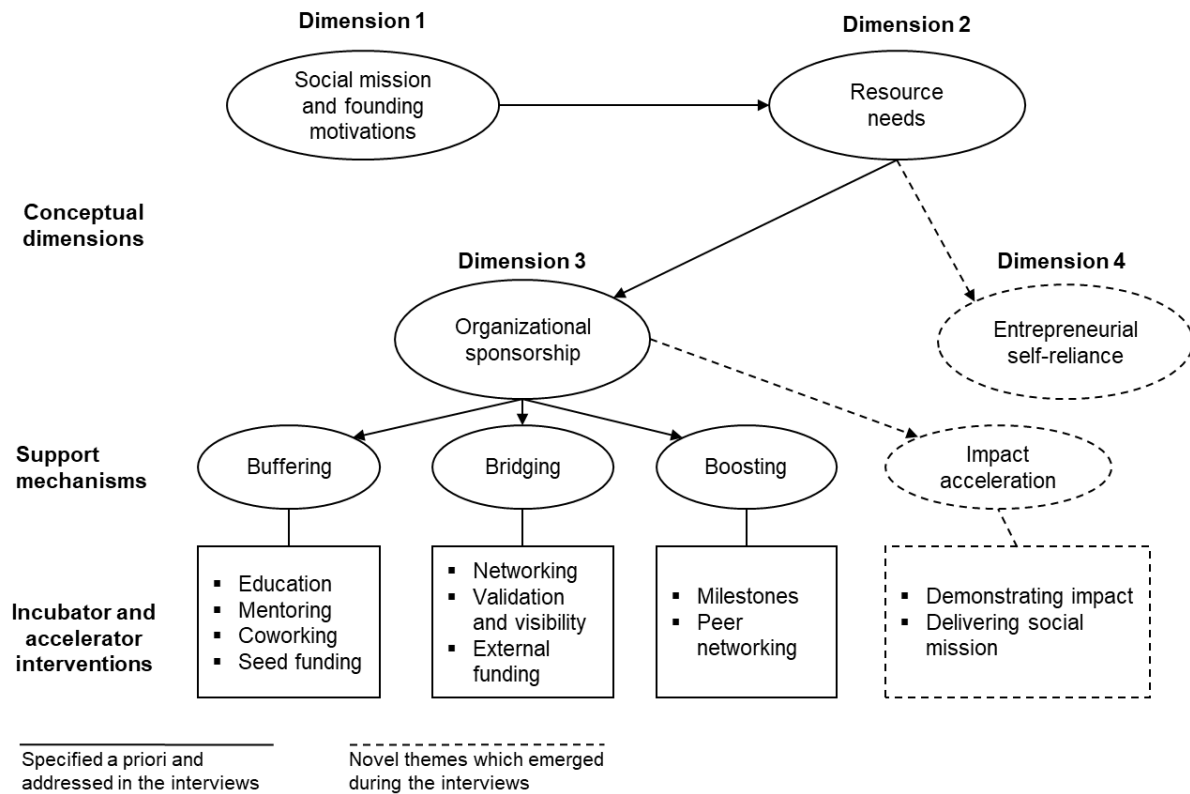 Dimension 1
Dimension 2
Social mission
and founding
motivations
Resource
needs
Conceptual
dimensions
Dimension 3
Dimension 4
Organizational
sponsorship
Entrepreneurial
self-reliance
Support
mechanisms
Buffering
Bridging
Boosting
Impact
acceleration
Incubator and
accelerator
interventions
▪ Education
▪ Mentoring
▪ Coworking
▪ Seed funding
▪ Networking
▪ Validation
and visibility
▪ External
funding
▪ Milestones
▪ Peer
networking
▪ Demonstrating impact
▪ Delivering social
mission
Specified a priori and
addressed in the interviews
Novel themes which emerged
during the interviews